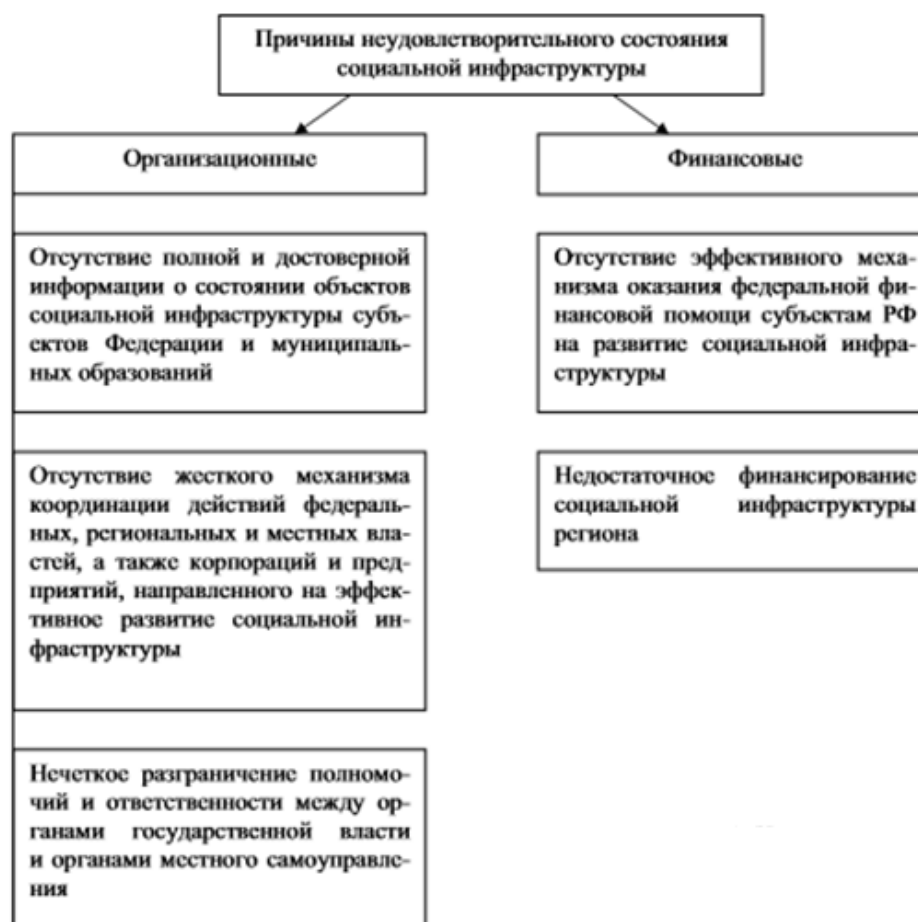 Причины неудовлетворительного состояния
социальной инфраструктуры
Организационные
Отсутствие полной и достоверной
информации о состоянии объектов
социальной инфраструктуры субъ-
ектов Федерации и муниципаль-
ных образований
Отсутствие жесткого механизма
координации действий федераль-
ных, региональных и местных вла-
стей, а также корпораций и пред-
приятий, направленного на эффек-
тивное развитие социальной ин-
фраструктуры
Нечеткое разграничение полномо-
чий и ответственности между ор-
ганами государственной власти
и органами местного самоуправле-
ния
Финансовые
Отсутствие эффективного меха-
низма оказания федеральной фи-
нансовой помощи субъектам РФ
на развитие социальной инфра-
структуры
Недостаточное финансирование
социальной инфраструктуры
региона